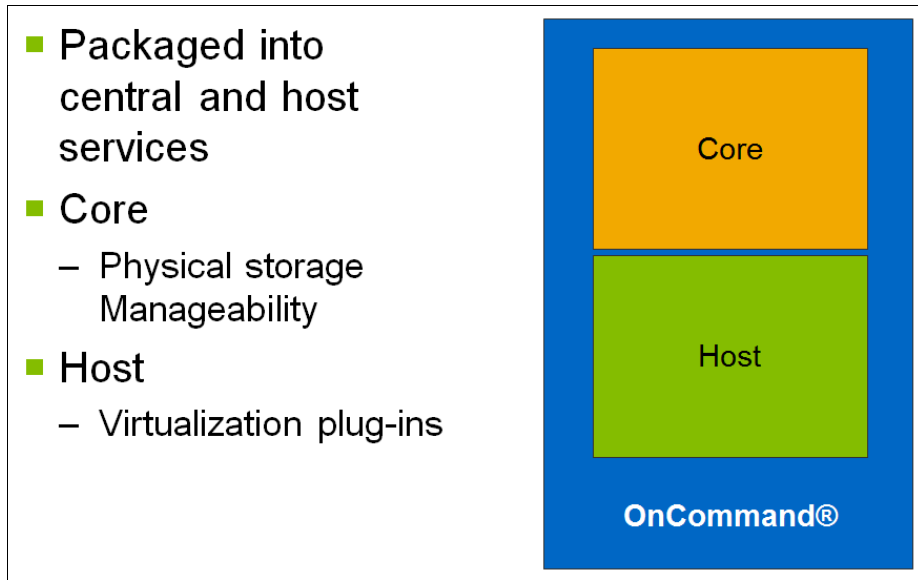 Packaged into
central and host
services
Core
– Physical storage
Manageability
Host
– Virtualization plug-ins
Core
Host
OnCommand®